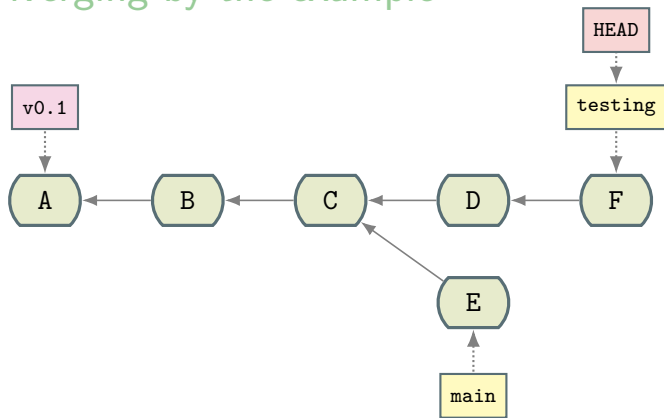 Merging by the example
HEAD
v0.1
testing
A
B
C
D
F
E
main